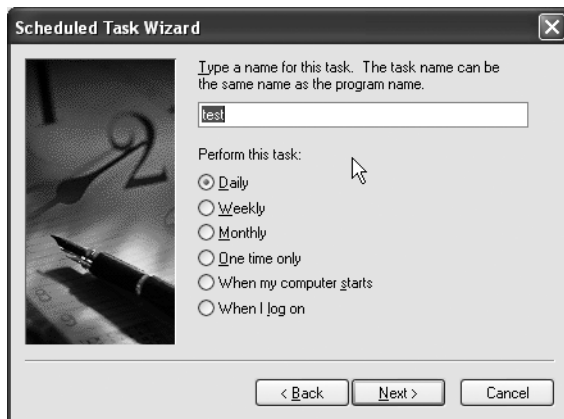 Scheduled Task Wizard
Type a name for this task. The task name can be
the same name as the program name.
test
Perform this task:
Daily
Weekly
Monthly
One time only
When my computer starts
When I log on
< Back
Next >
Cancel